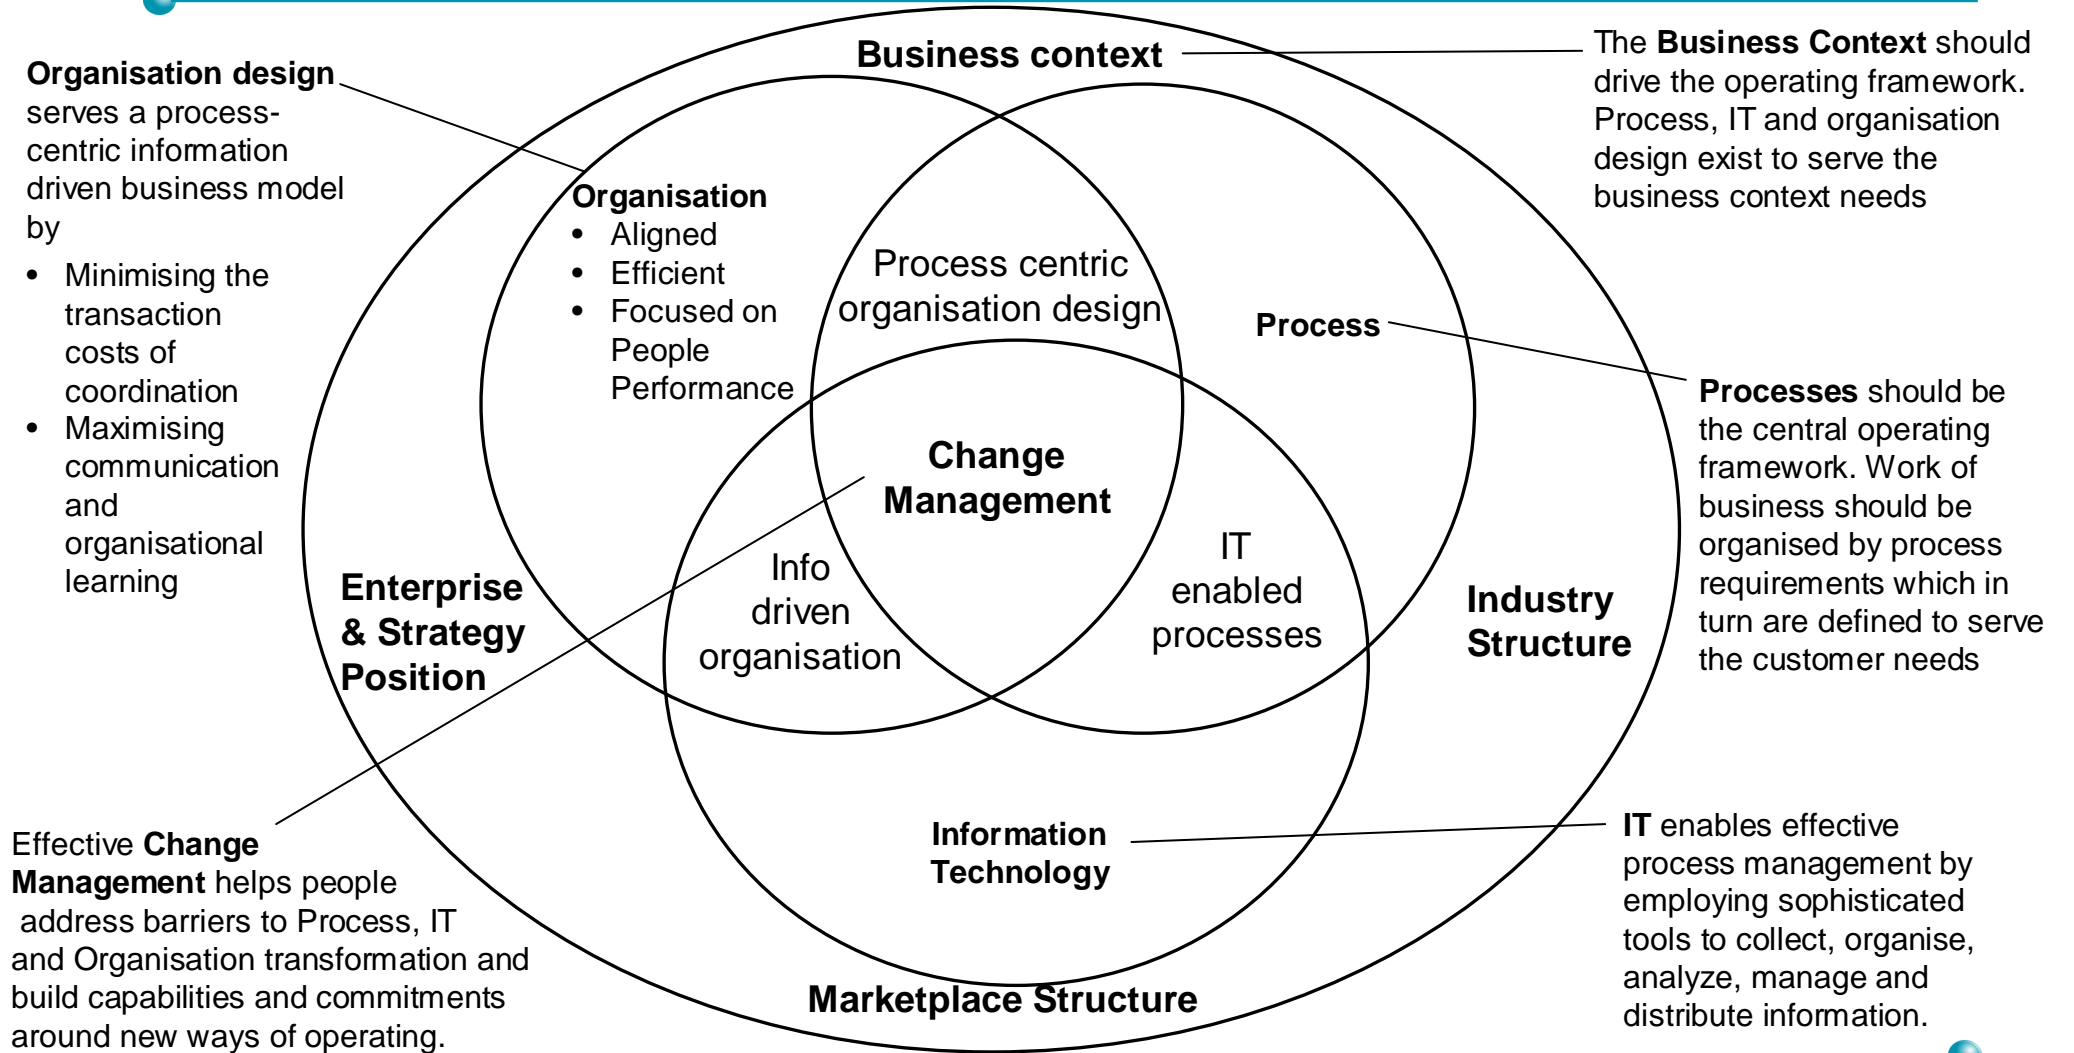 Business context
The Business Context should
drive the operating framework.
Process, IT and organisation
design exist to serve the
business context needs
Organisation design
serves a process-
centric information
driven business model
by
• Minimising the
transaction
costs of
coordination
• Maximising
communication
and
organisational
learning
Organisation
• Aligned
• Efficient
• Focused on
People
Performance
Process centric
organisation design
Process
Processes should be
the central operating
framework. Work of
business should be
organised by process
requirements which in
turn are defined to serve
the customer needs
Change
Management
Info
driven
organisation
IT
enabled
processes
Enterprise
& Strategy
Position
Industry
Structure
Information
Technology
IT enables effective
process management by
employing sophisticated
tools to collect, organise,
analyze, manage and
distribute information.
Effective Change
Management helps people
address barriers to Process, IT
and Organisation transformation and
build capabilities and commitments
around new ways of operating.
Marketplace Structure